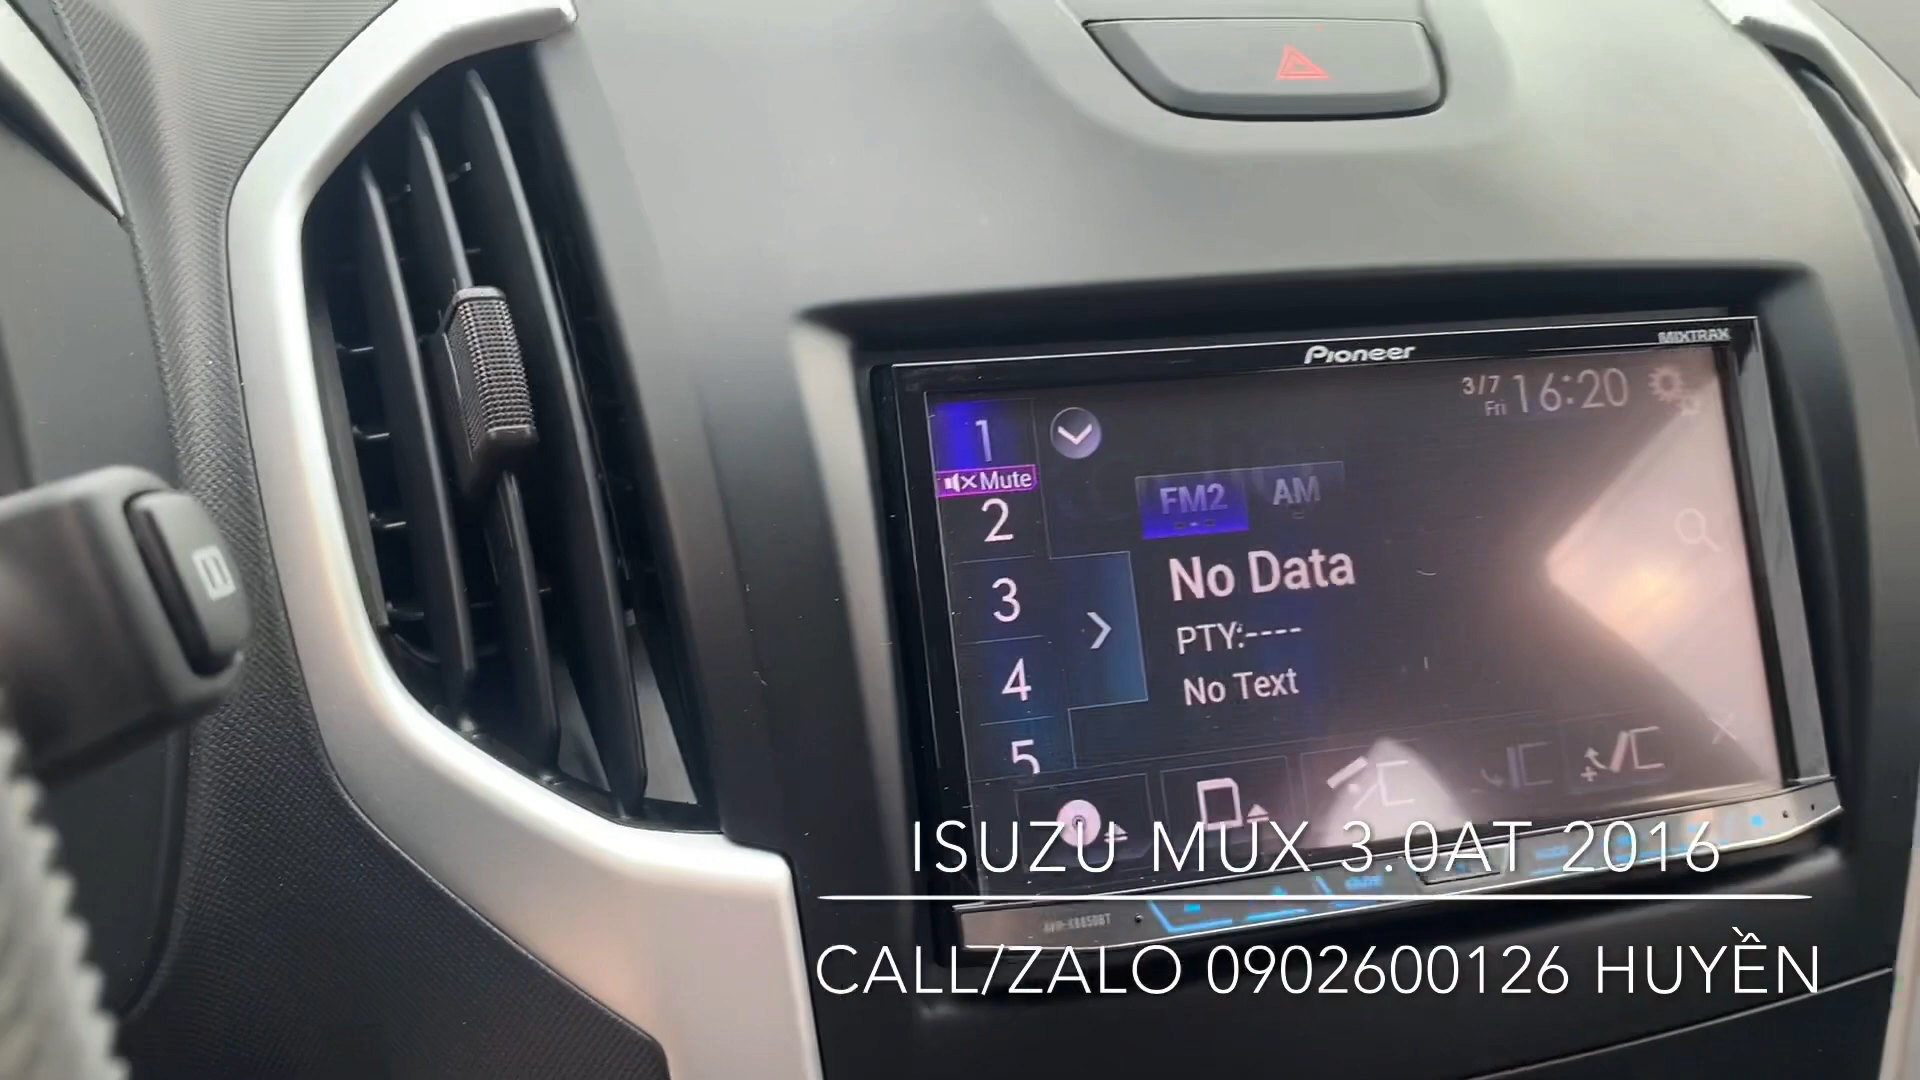 Pioneer
MIXTRAX
3/7
Fri
16:20
1
Mute
2
3
4
5
FM2
AM
No Data
PTY:----
No Text
ISUZU MUX 3.0AT 2016
CALL/ZALO 0902600126 HUYỀN